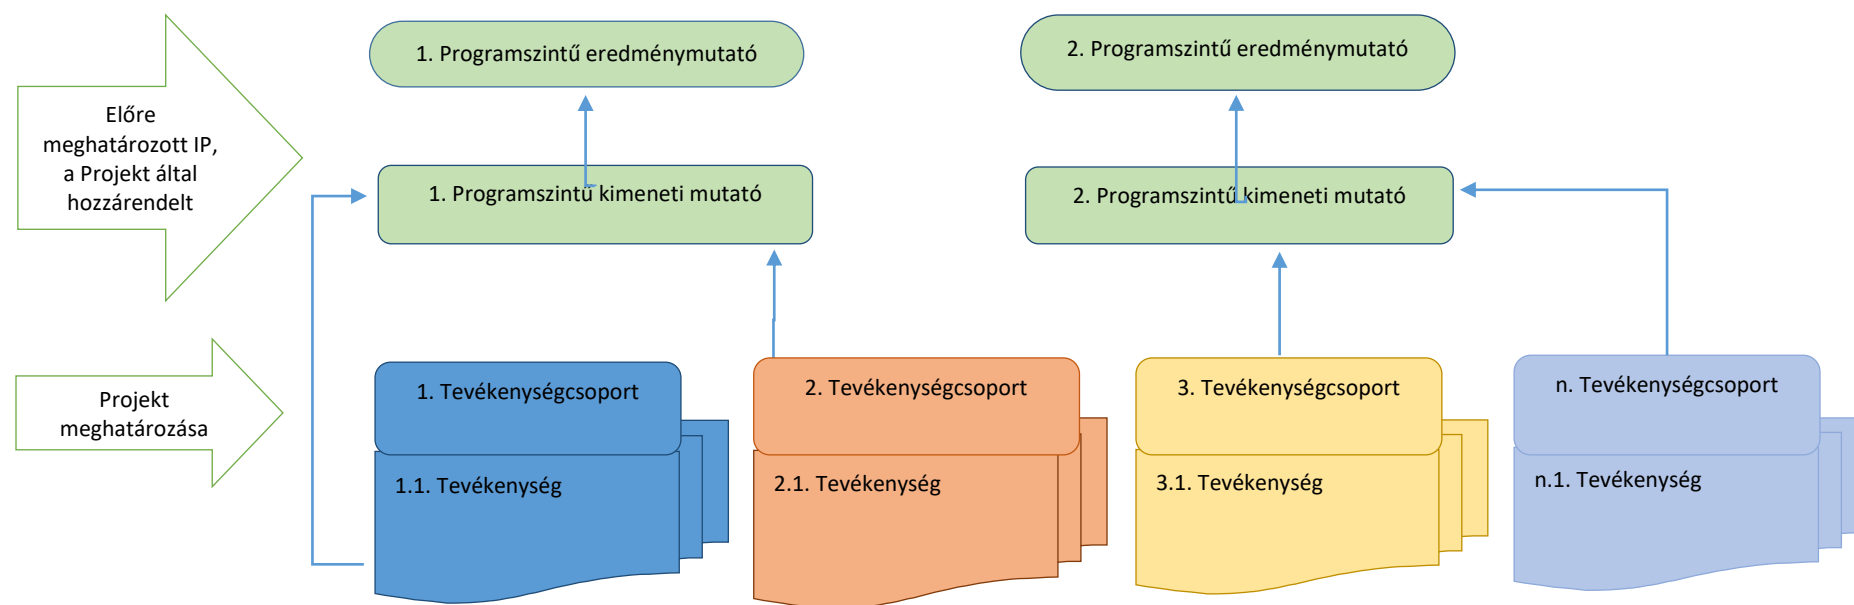 1. Programszintű eredménymutató
2. Programszintű eredménymutató
Előre
meghatározott IP,
a Projekt által
hozzárendelt
1. Programszintű kimeneti mutató
2. Programszintű kimeneti mutató
Projekt
meghatározása
1. Tevékenységcsoport
2. Tevékenységcsoport
3. Tevékenységcsoport
n. Tevékenységcsoport
1.1. Tevékenység
2.1. Tevékenység
3.1. Tevékenység
n.1. Tevékenység